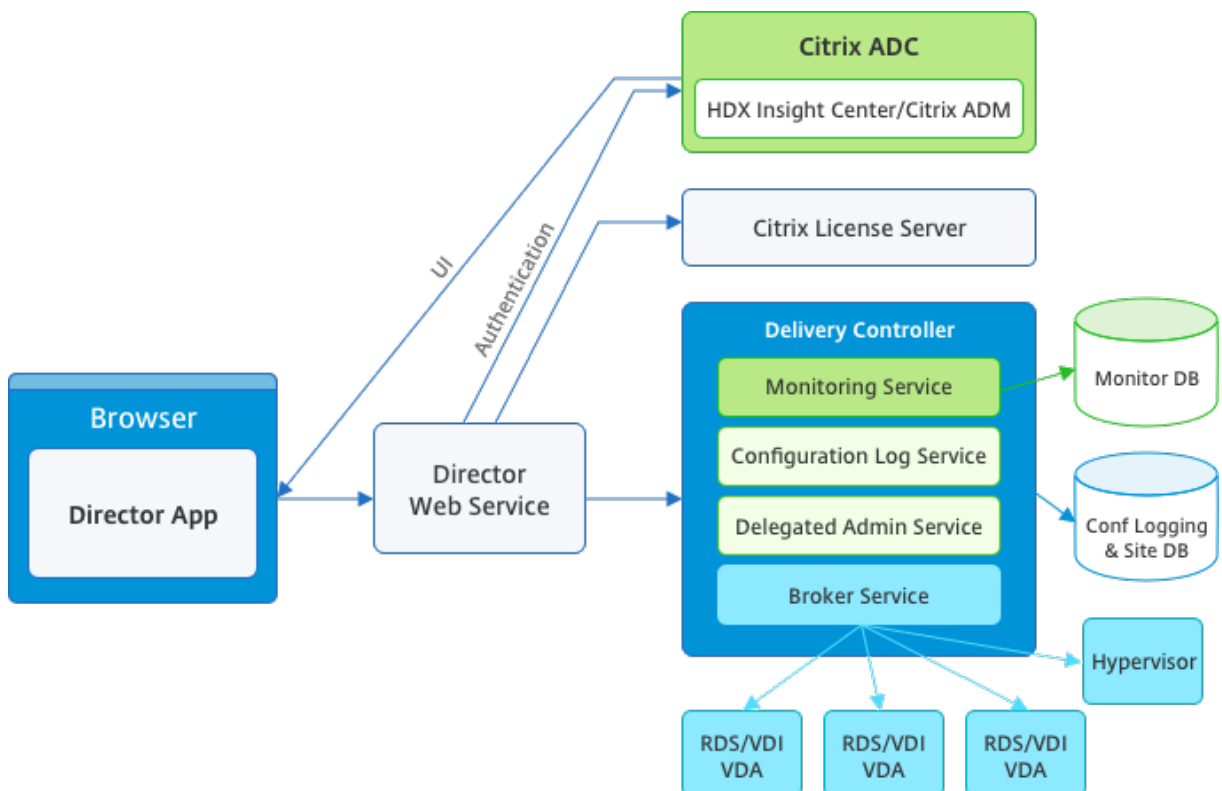 Citrix ADC
HDX Insight Center/Citrix ADM
Citrix License Server
UI
Authentication
Delivery Controller
Monitoring Service
Configuration Log Service
Delegated Admin Service
Broker Service
Monitor DB
Conf Logging
& Site DB
Browser
Director App
Director
Web Service
Hypervisor
RDS/VDI
VDA
RDS/VDI
VDA
RDS/VDI
VDA